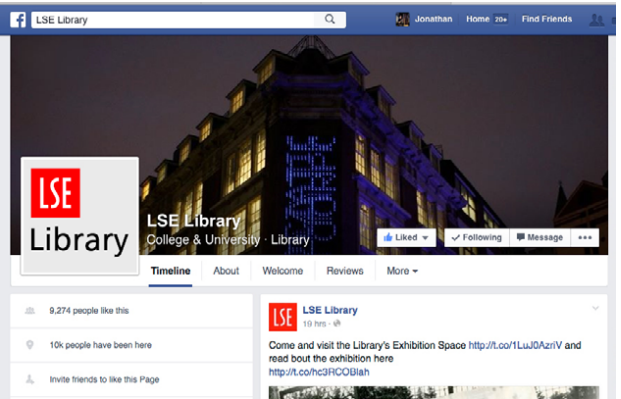 LSE Library
Jonathan
Home 20+
Find Friends
LSE
Library
LSE Library
College & University · Library
Liked
Following
Message
Timeline
About
Welcome
Reviews
More
9,274 people like this
10k people have been here
Invite friends to like this Page
LSE
LSE Library
19 hrs ·
Come and visit the Library's Exhibition Space http://t.co/1LuJ0AzriV and
read bout the exhibition here
http://t.co/hc3RCOBlah